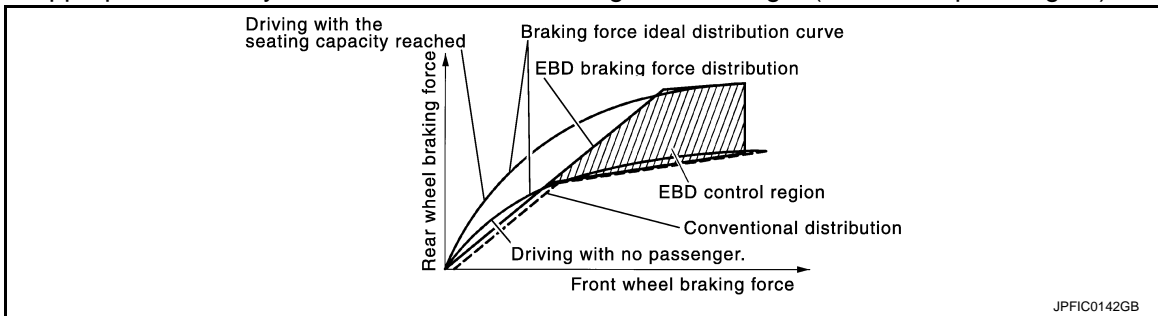 Driving with the
seating capacity reached
Braking force ideal distribution curve
EBD braking force distribution
Rear wheel braking force
EBD control region
Conventional distribution
Driving with no passenger.
Front wheel braking force
JPFIC0142GB